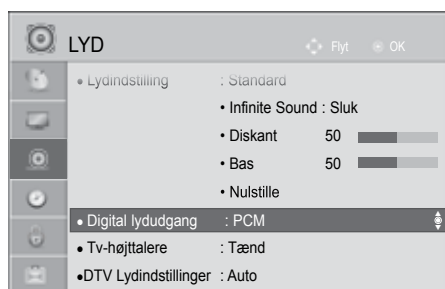 LYD Flyt OK
• Lydindstilling : Standard
• Infinite Sound : Sluk
• Diskant 50
• Bas 50
• Nulstille
• Digital lydudgang : PCM
• Tv-højttalere : Tænd
•DTV Lydindstillinger : Auto